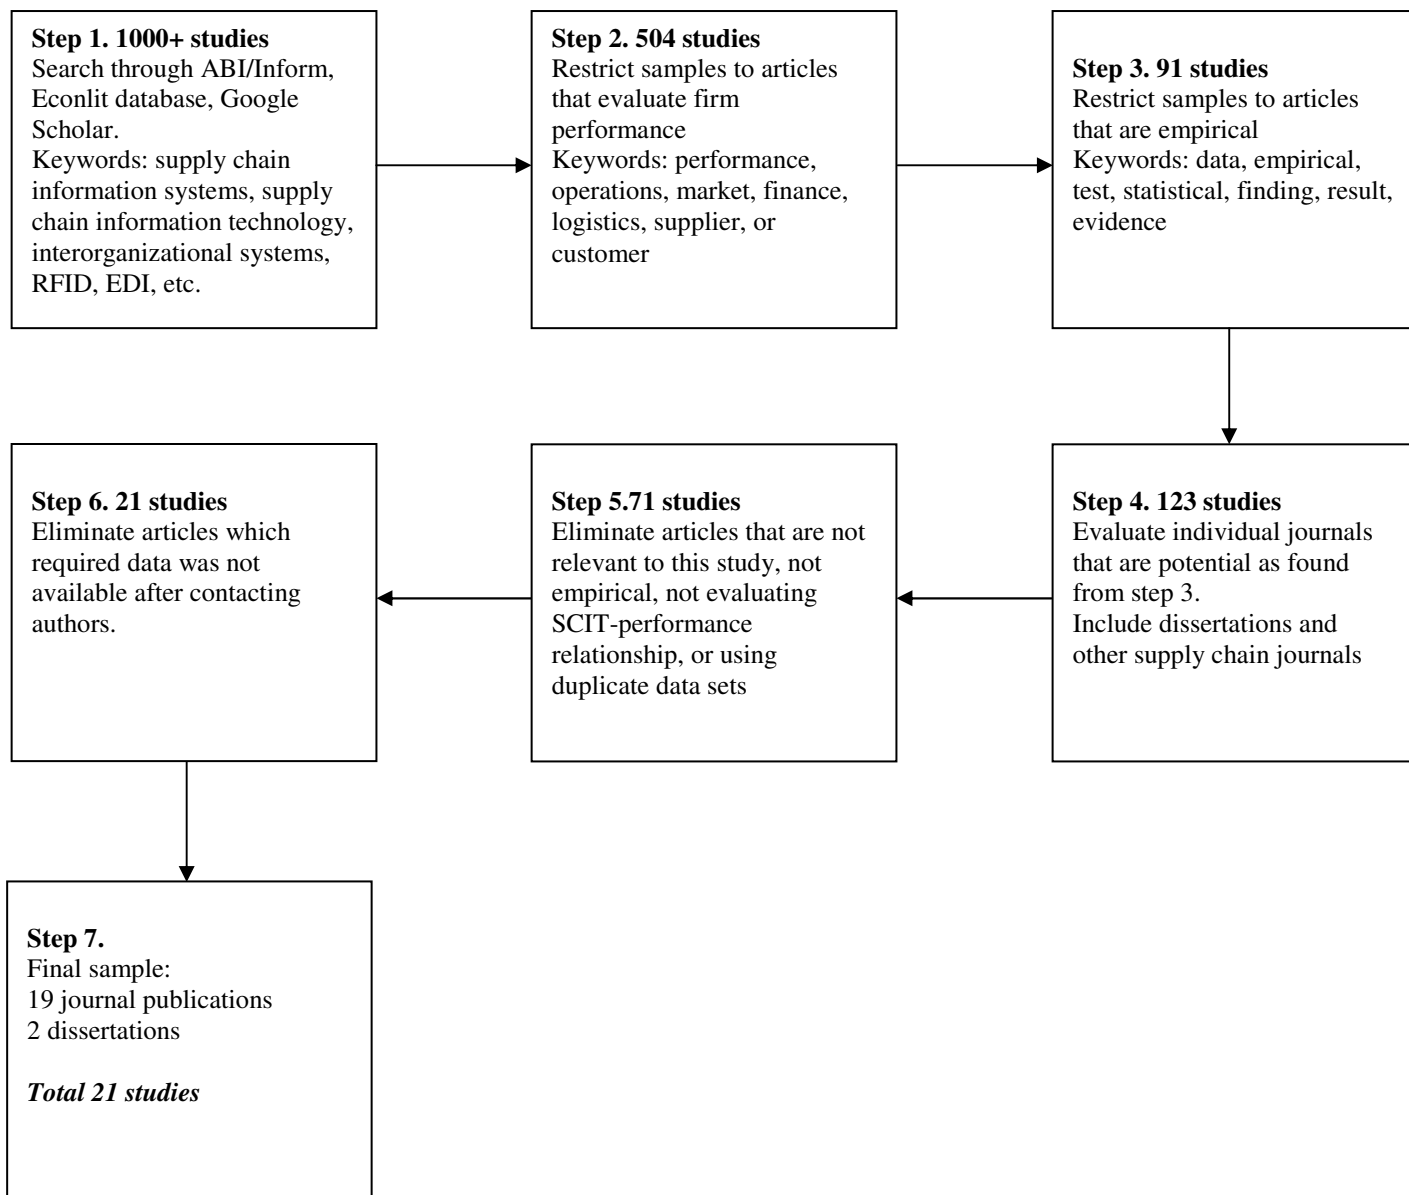 Step 1. 1000+ studies
Search through ABI/Inform,
Econlit database, Google
Scholar.
Keywords: supply chain
information systems, supply
chain information technology,
interorganizational systems,
RFID, EDI, etc.
Step 2. 504 studies
Restrict samples to articles
that evaluate firm
performance
Keywords: performance,
operations, market, finance,
logistics, supplier, or
customer
Step 3. 91 studies
Restrict samples to articles
that are empirical
Keywords: data, empirical,
test, statistical, finding, result,
evidence
Step 4. 123 studies
Evaluate individual journals
that are potential as found
from step 3.
Include dissertations and
other supply chain journals
Step 5.71 studies
Eliminate articles that are not
relevant to this study, not
empirical, not evaluating
SCIT-performance
relationship, or using
duplicate data sets
Step 6. 21 studies
Eliminate articles which
required data was not
available after contacting
authors.
Step 7.
Final sample:
19 journal publications
2 dissertations
Total 21 studies